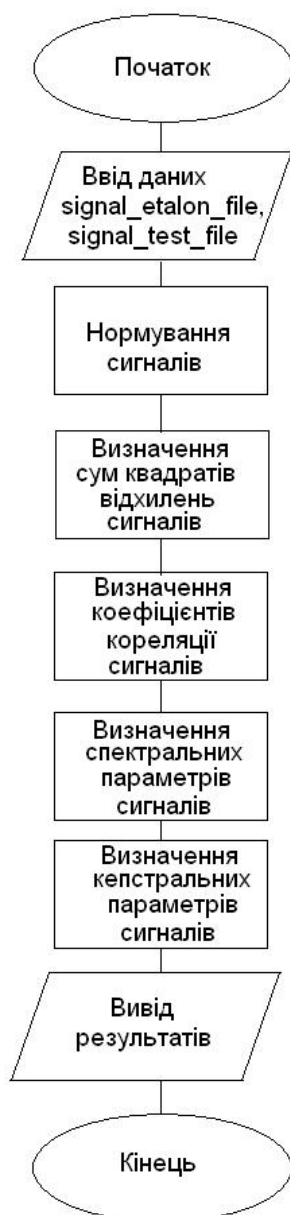 Початок
Ввід даних
signal_etalon_file,
signal_test_file
Нормування
сигналів
Визначення
сум квадратів
відхилень
сигналів
Визначення
коефіцієнтів
кореляції
сигналів
Визначення
спектральних
параметрів
сигналів
Визначення
кепстральних
параметрів
сигналів
Вивід
результатів
Кінець